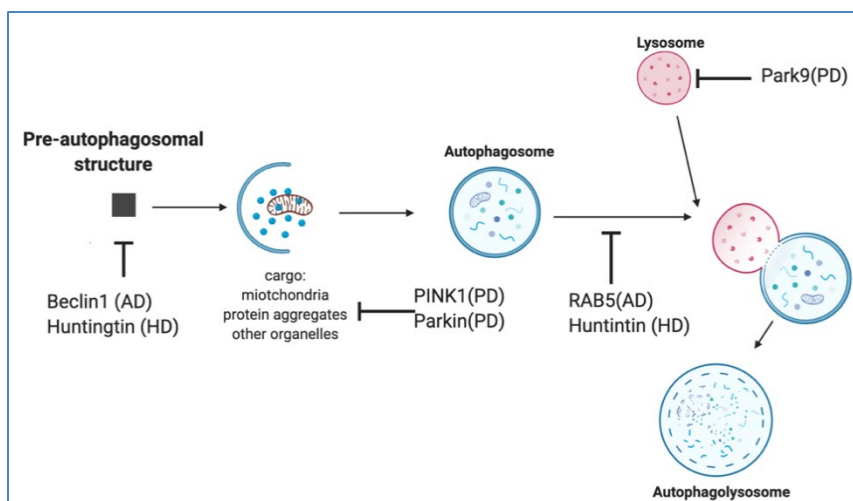 Lysosome
Park9(PD)
Pre-autophagosomal
structure
Autophagosome
cargo:
miotchondria
protein aggregates
other organelles
Beclin1 (AD)
Huntingtin (HD)
PINK1(PD)
Parkin(PD)
RAB5(AD)
Huntintin (HD)
Autophagolysosome